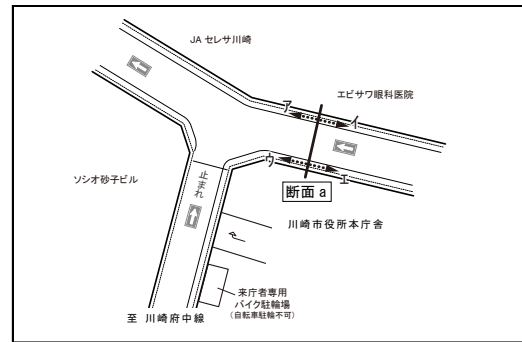 JA セレサ川崎
エビサワ眼科医院
ア
イ
ウ
エ
断面 a
ソシオ砂子ビル
止まれ
川崎市役所本庁舎
来庁者専用
バイク駐輪場
(自転車駐輪不可)
至 川崎府中線